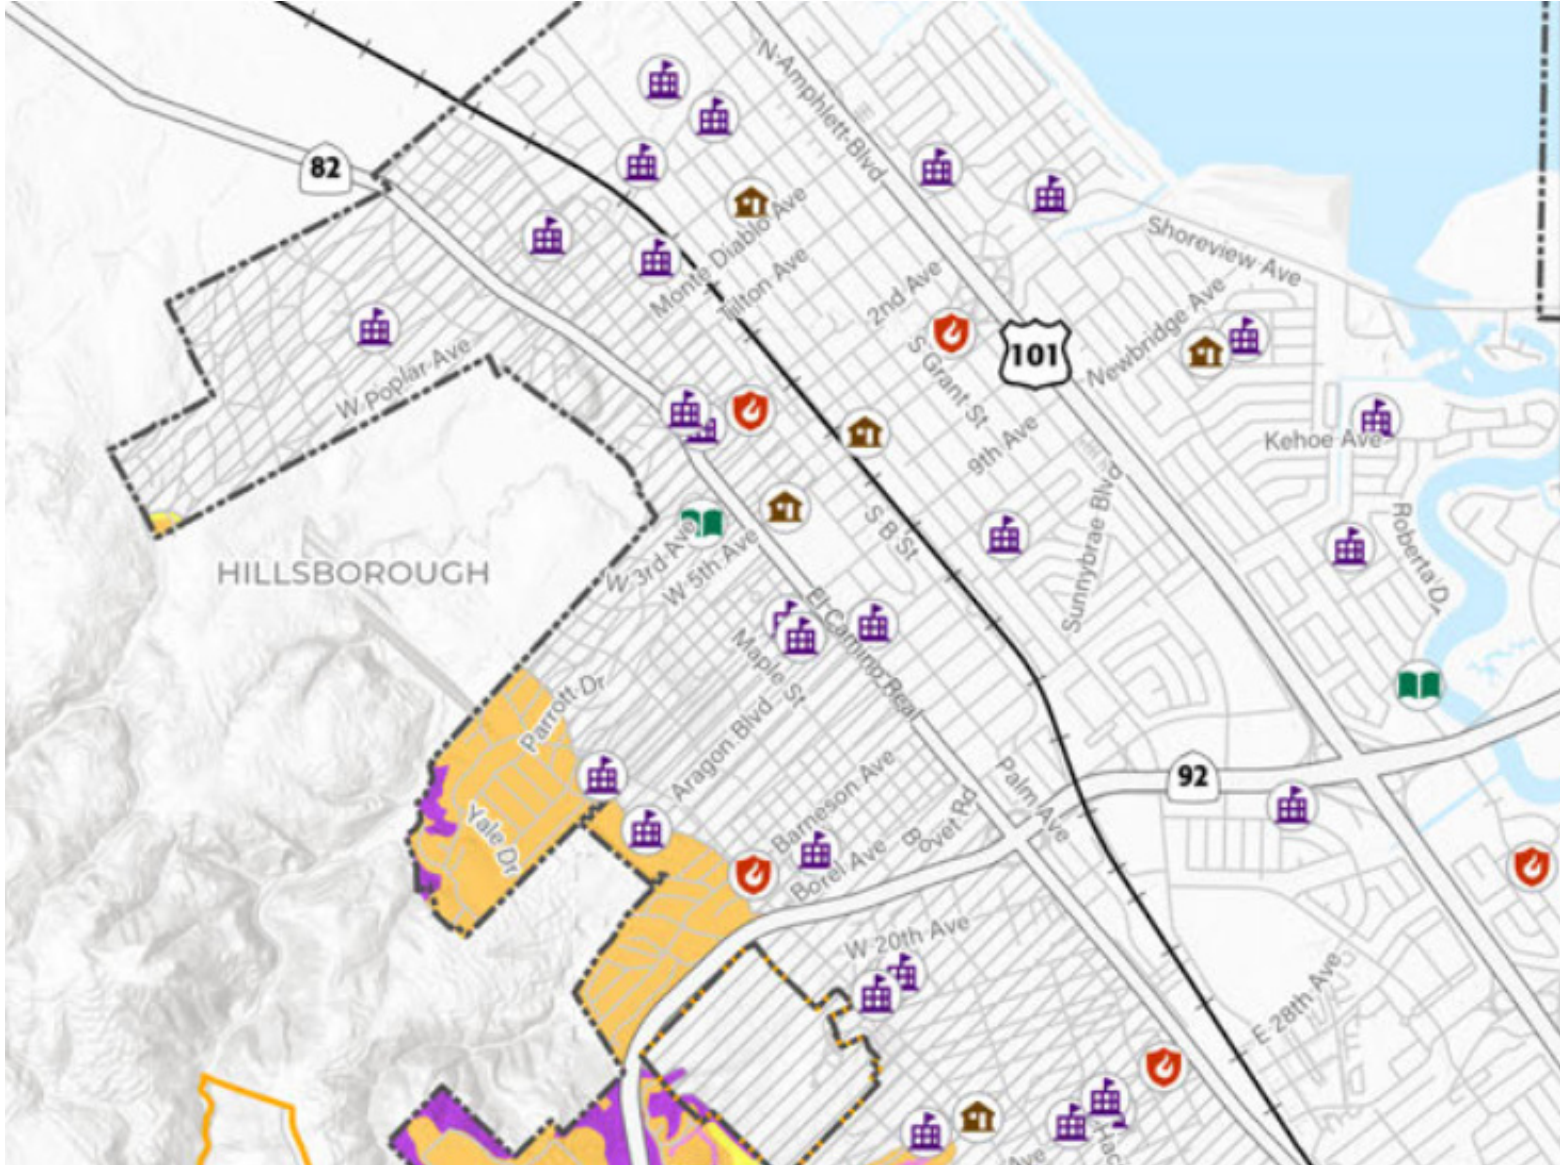 N Amphlett Blvd
82
Monte Diablo Ave
Tilton Ave
2nd Ave
Shoreview Ave
Newbridge Ave
101
S Grant St
W Poplar Ave
9th Ave
Kehoe Ave
Sunnybrae Blvd
S B St
Roberta Dr
HILLSBOROUGH
W 3rd Ave
W 5th Ave
El Camino Real
Maple St
Parrott Dr
Aragon Blvd
Barneson Ave
Palm Ave
92
Yale Dr
Bovet Rd
Borel Ave
W 20th Ave
E 28th Ave
Hac
Ave